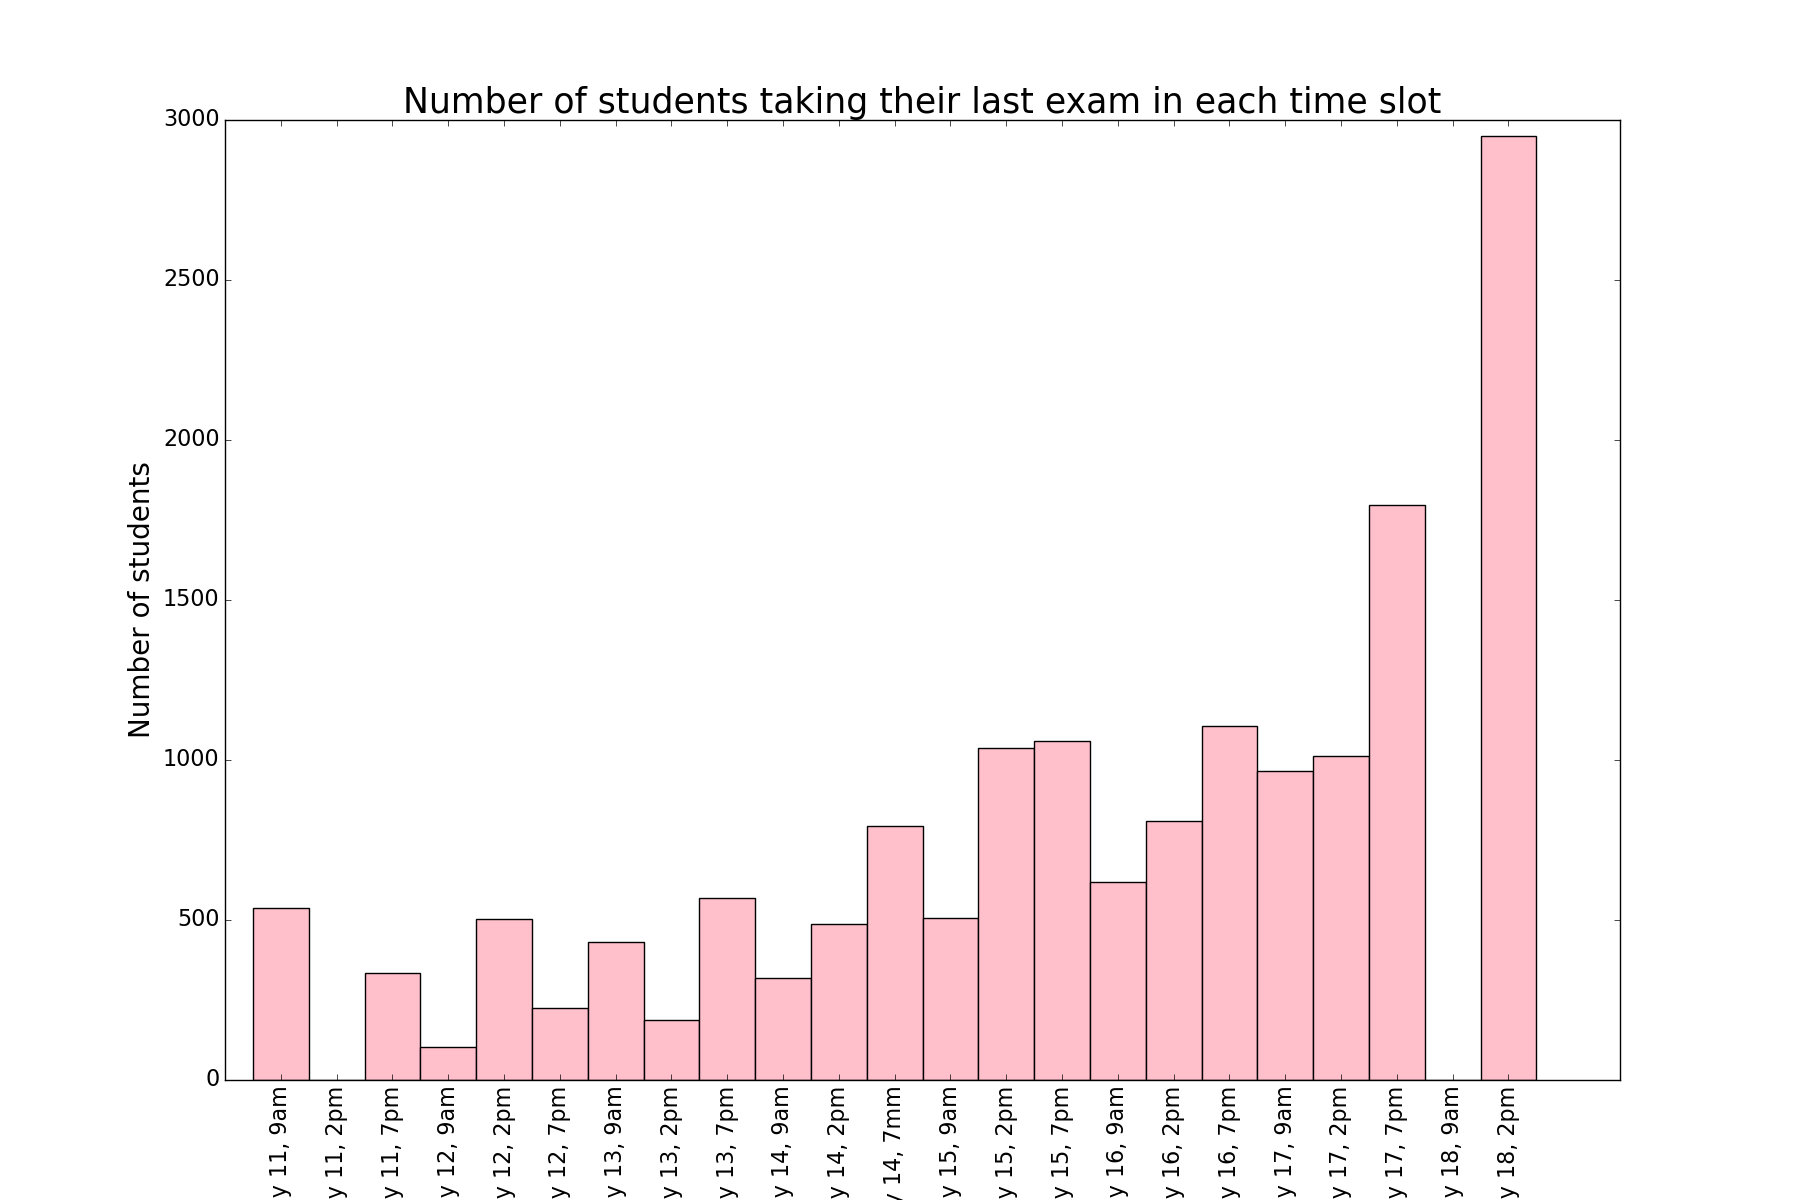 Number of students taking their last exam in each time slot
3000
2500
2000
1500
1000
500
0
Number of students
y 11, 9am
y 11, 2pm
y 11, 7pm
y 12, 9am
y 12, 2pm
y 12, 7pm
y 13, 9am
y 13, 2pm
y 13, 7pm
y 14, 9am
y 14, 2pm
y 14, 7mm
y 15, 9am
y 15, 2pm
y 15, 7pm
y 16, 9am
y 16, 2pm
y 16, 7pm
y 17, 9am
y 17, 2pm
y 17, 7pm
y 18, 9am
y 18, 2pm